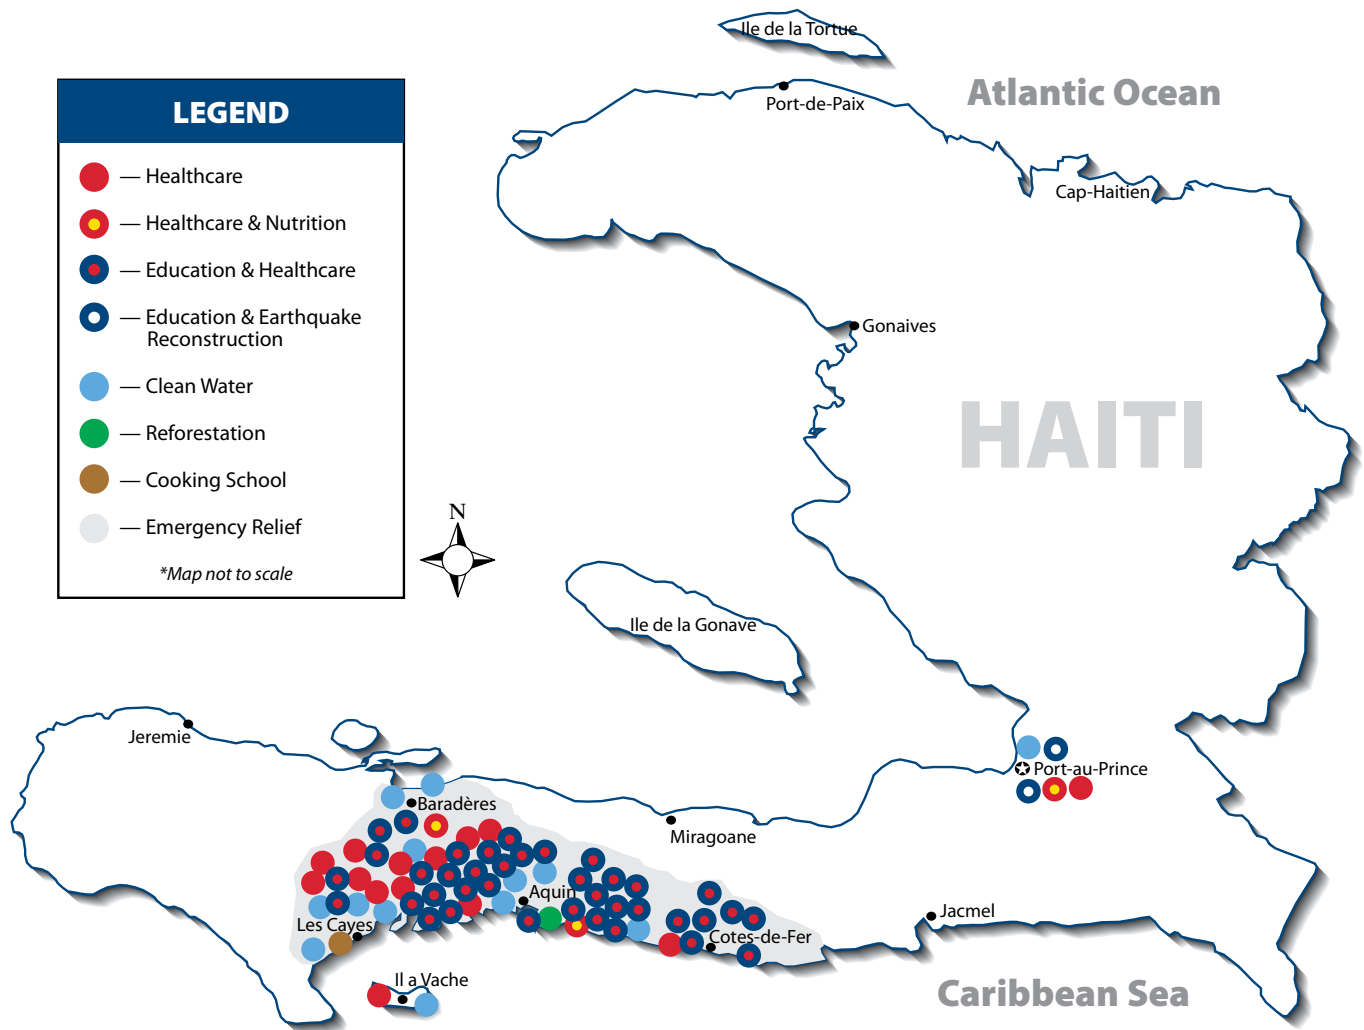 Ile de la Tortue
Atlantic Ocean
Port-de-Paix
LEGEND
— Healthcare
— Healthcare & Nutrition
— Education & Healthcare
— Education & Earthquake
Reconstruction
— Clean Water
— Reforestation
— Cooking School
— Emergency Relief
*Map not to scale
Cap-Haitien
Gonaives
HAITI
N
Ile de la Gonave
Jeremie
Port-au-Prince
Baradères
Miragoane
Aquin
Les Cayes
Jacmel
Cotes-de-Fer
Il a Vache
Caribbean Sea